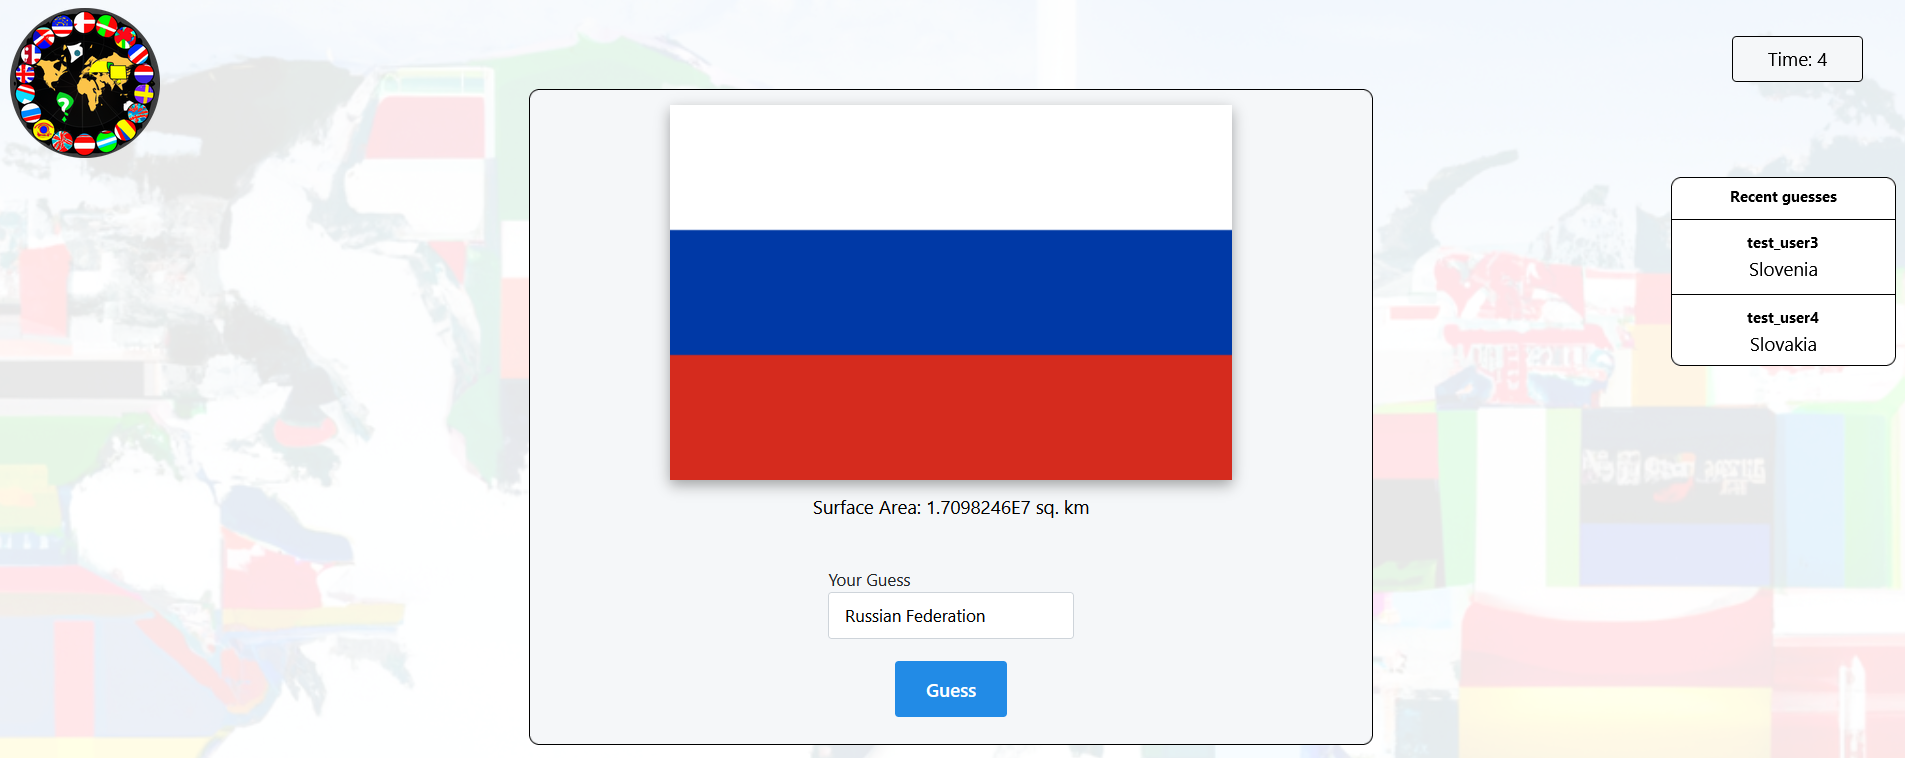 Time: 4
Recent guesses
test_user3
Slovenia
test_user4
Slovakia
Surface Area: 1.7098246E7 sq. km
Your Guess
Russian Federation
Guess